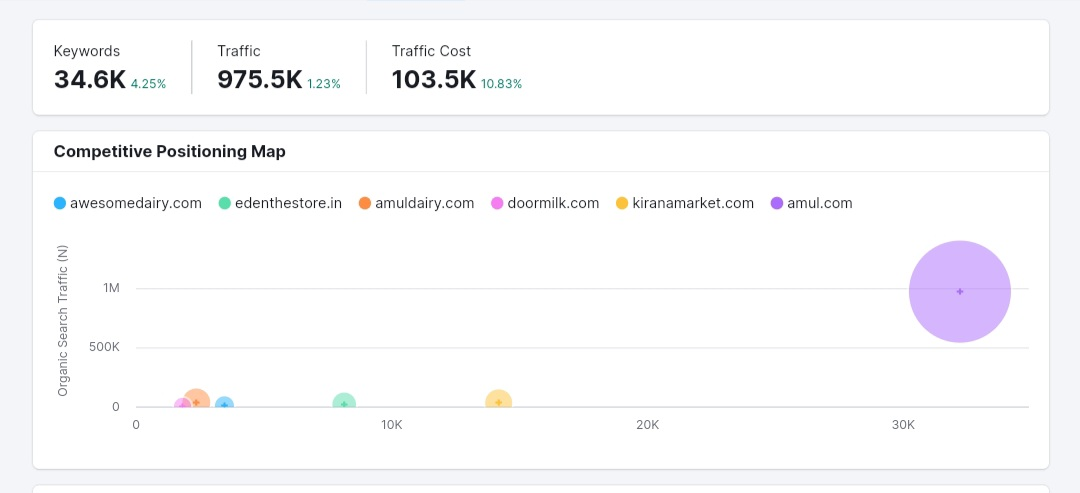 Keywords Traffic Traffic Cost
34.6K 4.25% 975.5K 1.23% 103.5K 10.83%
Competitive Positioning Map
awesomedairy.com edenthestore.in amuldairy.com doormilk.com kiranamarket.com amul.com
Organic Search Traffic (N)
1M
500K
0
0 10K 20K 30K